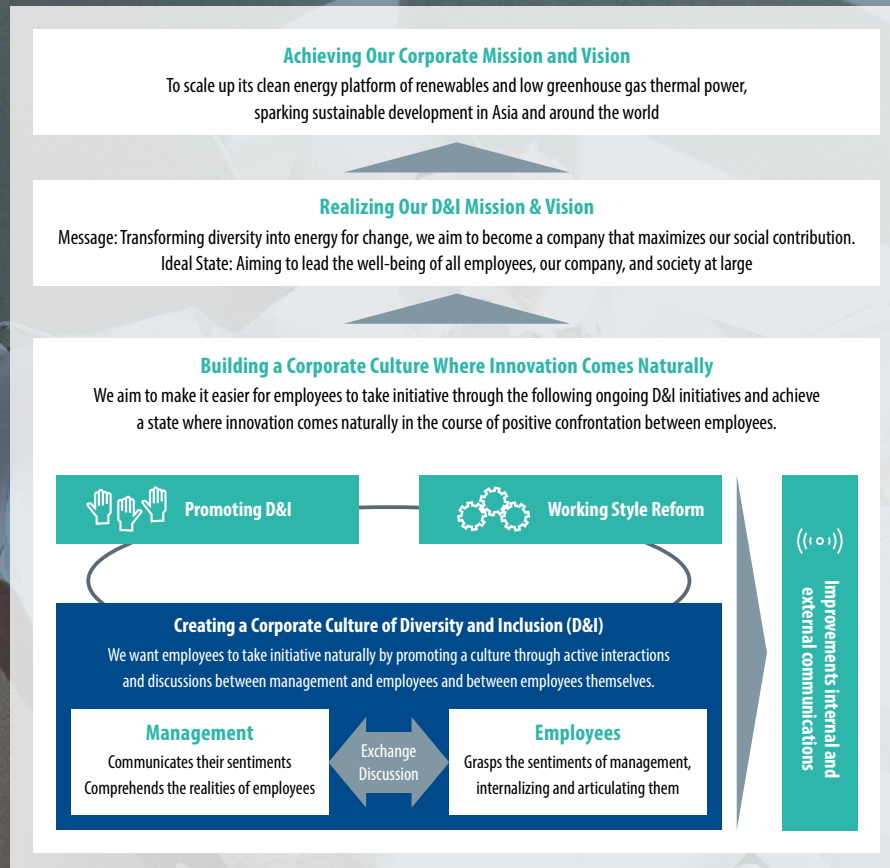 Achieving Our Corporate Mission and Vision
To scale up its clean energy platform of renewables and low greenhouse gas thermal power,
sparking sustainable development in Asia and around the world
Realizing Our D&I Mission & Vision
Message: Transforming diversity into energy for change, we aim to become a company that maximizes our social contribution.
Ideal State: Aiming to lead the well-being of all employees, our company, and society at large
Building a Corporate Culture Where Innovation Comes Naturally
We aim to make it easier for employees to take initiative through the following ongoing D&I initiatives and achieve
a state where innovation comes naturally in the course of positive confrontation between employees.
Promoting D&I
Working Style Reform
Creating a Corporate Culture of Diversity and Inclusion (D&I)
We want employees to take initiative naturally by promoting a culture through active interactions
and discussions between management and employees and between employees themselves.
Management
Communicates their sentiments
Comprehends the realities of employees
Exchange
Discussion
Employees
Grasps the sentiments of management,
internalizing and articulating them
Improvements internal and
external communications